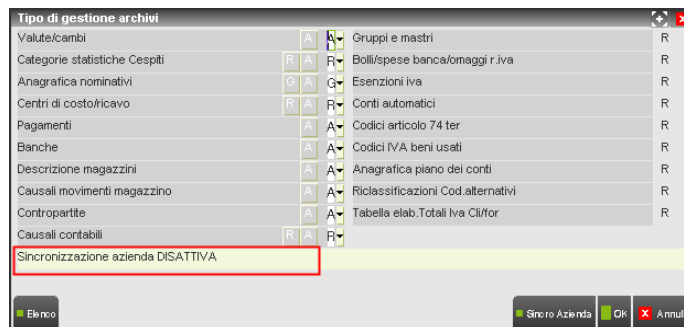 Tipo di gestione archivi
Valute/cambi A A Gruppi e mastri R
Categorie statistiche Cespiti R A R Bolli/spese banca/omaggi r.iva R
Anagrafica nominativi G A G Esenzioni iva R
Centri di costo/ricavo R A R Conti automatici R
Pagamenti A A Codici articolo 74 ter R
Banche A A Codici IVA beni usati R
Descrizione magazzini A A Anagrafica piano dei conti R
Causali movimenti magazzino A A Riclassificazioni Cod.alternativi R
Contropartite A A Tabella elab.Totali Iva Cli/for R
Causali contabili R A R
Sincronizzazione azienda DISATTIVA
Elenco Sincro Azienda OK Annul